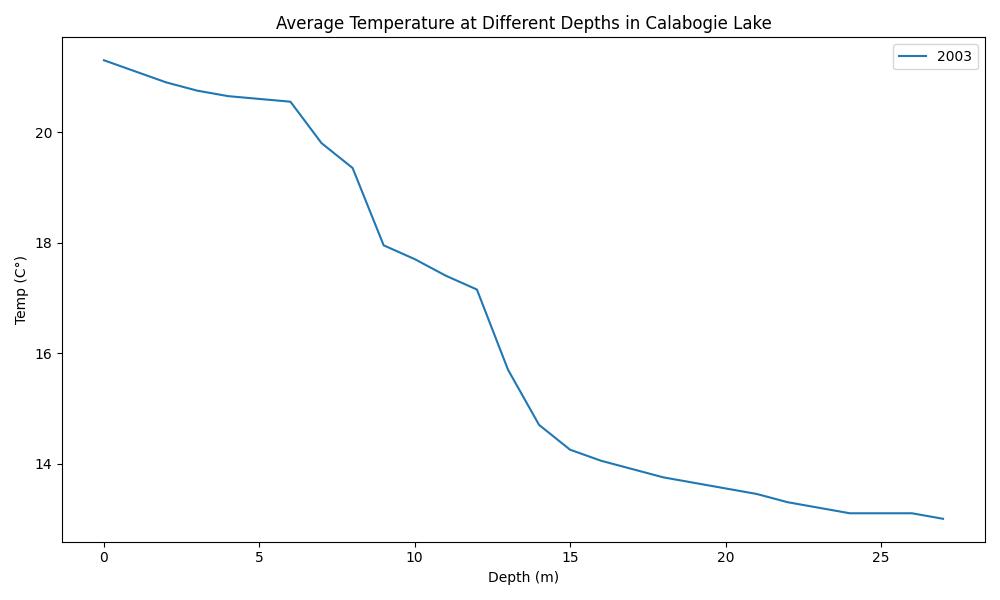 Average Temperature at Different Depths in Calabogie Lake
2003
Temp (C°)
20
18
16
14
0 5 10 15 20 25
Depth (m)